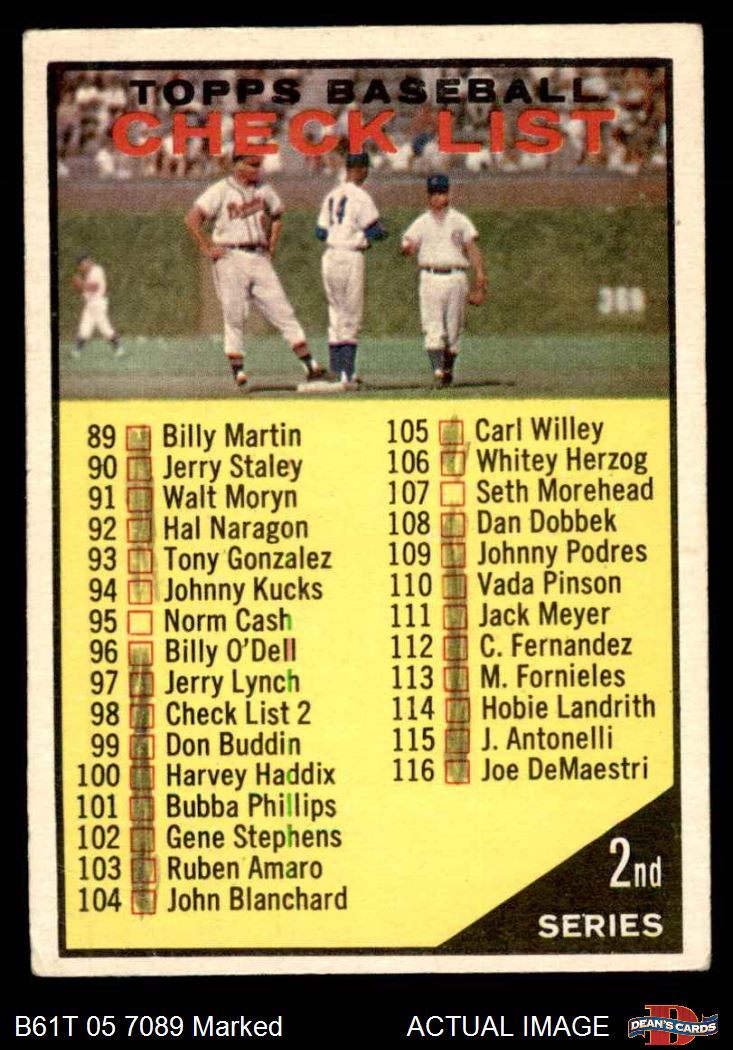 TOPPS BASEBALL
CHECK LIST
Braves
14
368
89 Billy Martin
90 Jerry Staley
91 Walt Moryn
92 Hal Naragon
93 Tony Gonzalez
94 Johnny Kucks
95 Norm Cash
96 Billy O'Dell
97 Jerry Lynch
98 Check List 2
99 Don Buddin
100 Harvey Haddix
101 Bubba Phillips
102 Gene Stephens
103 Ruben Amaro
104 John Blanchard
105 Carl Willey
106 Whitey Herzog
107 Seth Morehead
108 Dan Dobbek
109 Johnny Podres
110 Vada Pinson
111 Jack Meyer
112 C. Fernandez
113 M. Fornieles
114 Hobie Landrith
115 J. Antonelli
116 Joe DeMaestri
2nd
SERIES
B61T 05 7089 Marked
ACTUAL IMAGE
DEAN'S CARDS